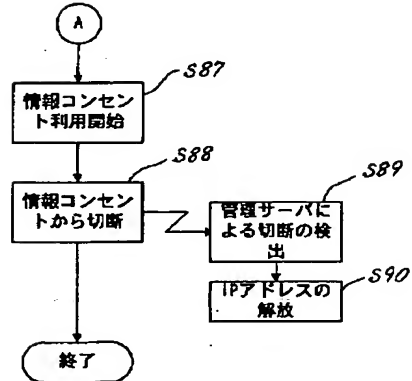 A
S87
情報コンセン
ト利用開始
S88
情報コンセン
トから切断
S89
管理サーバに
よる切断の検
出
S90
IPアドレスの
解放
終了